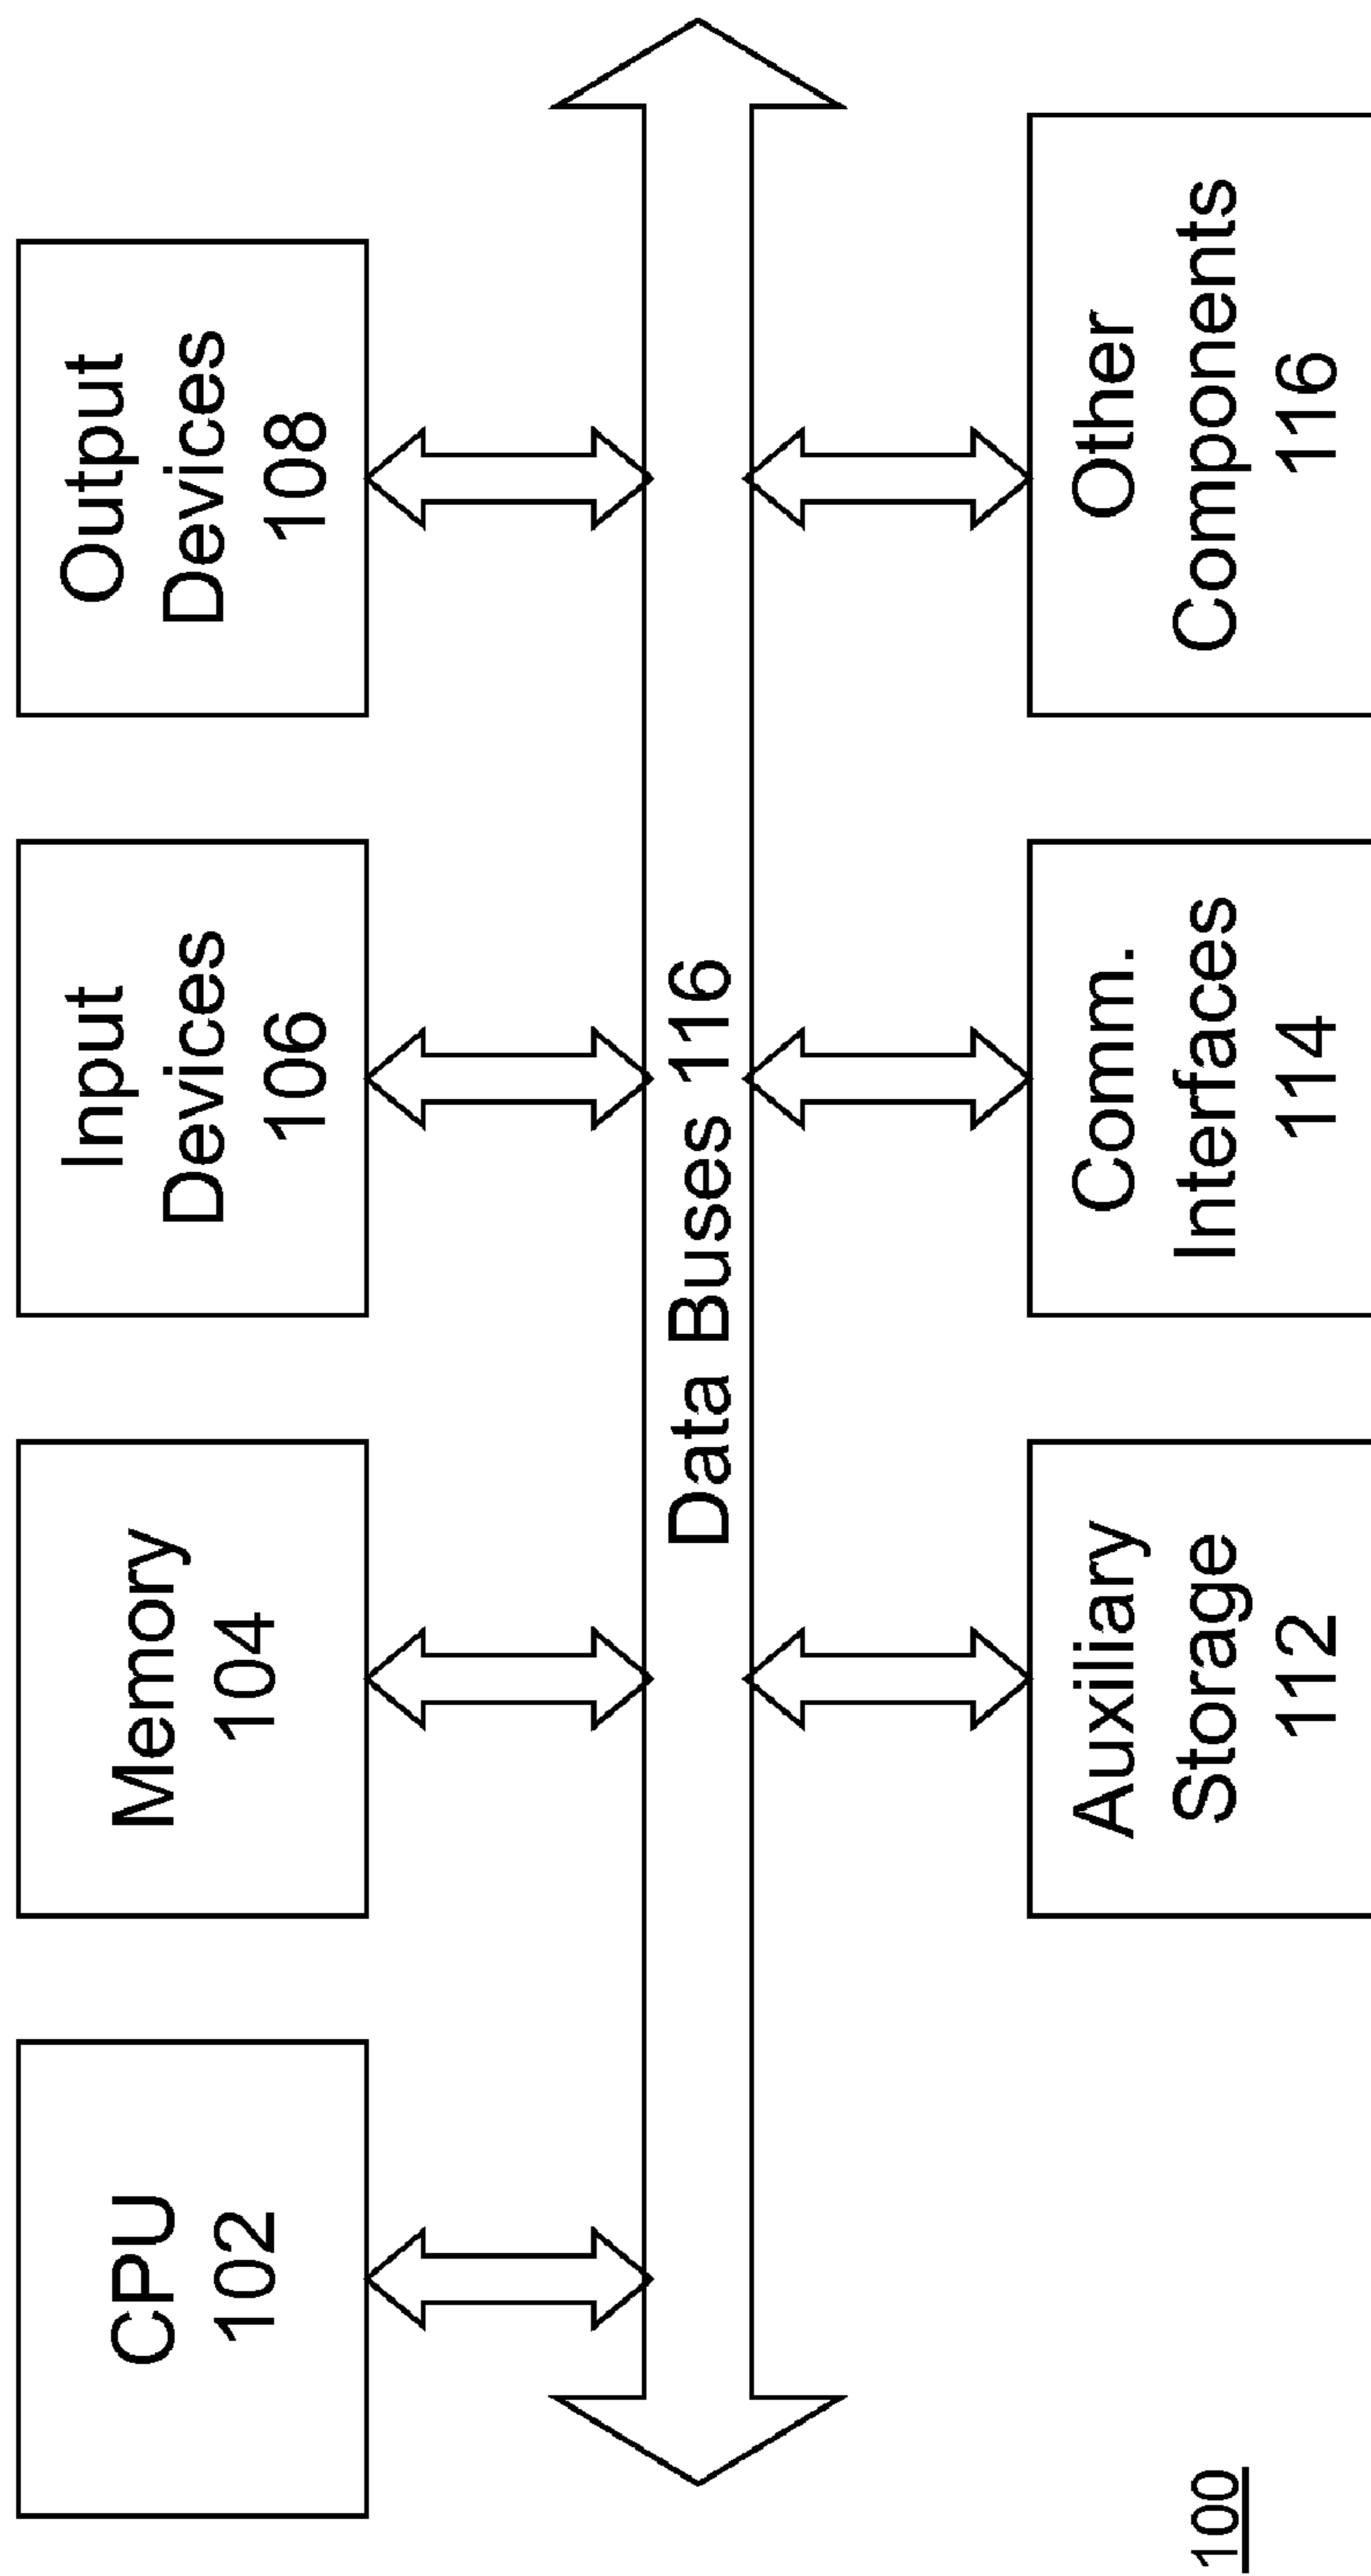 CPU
102
Memory
104
Input
Devices
106
Output
Devices
108
Data Buses 116
Auxiliary
Storage
112
Comm.
Interfaces
114
Other
Components
116
100